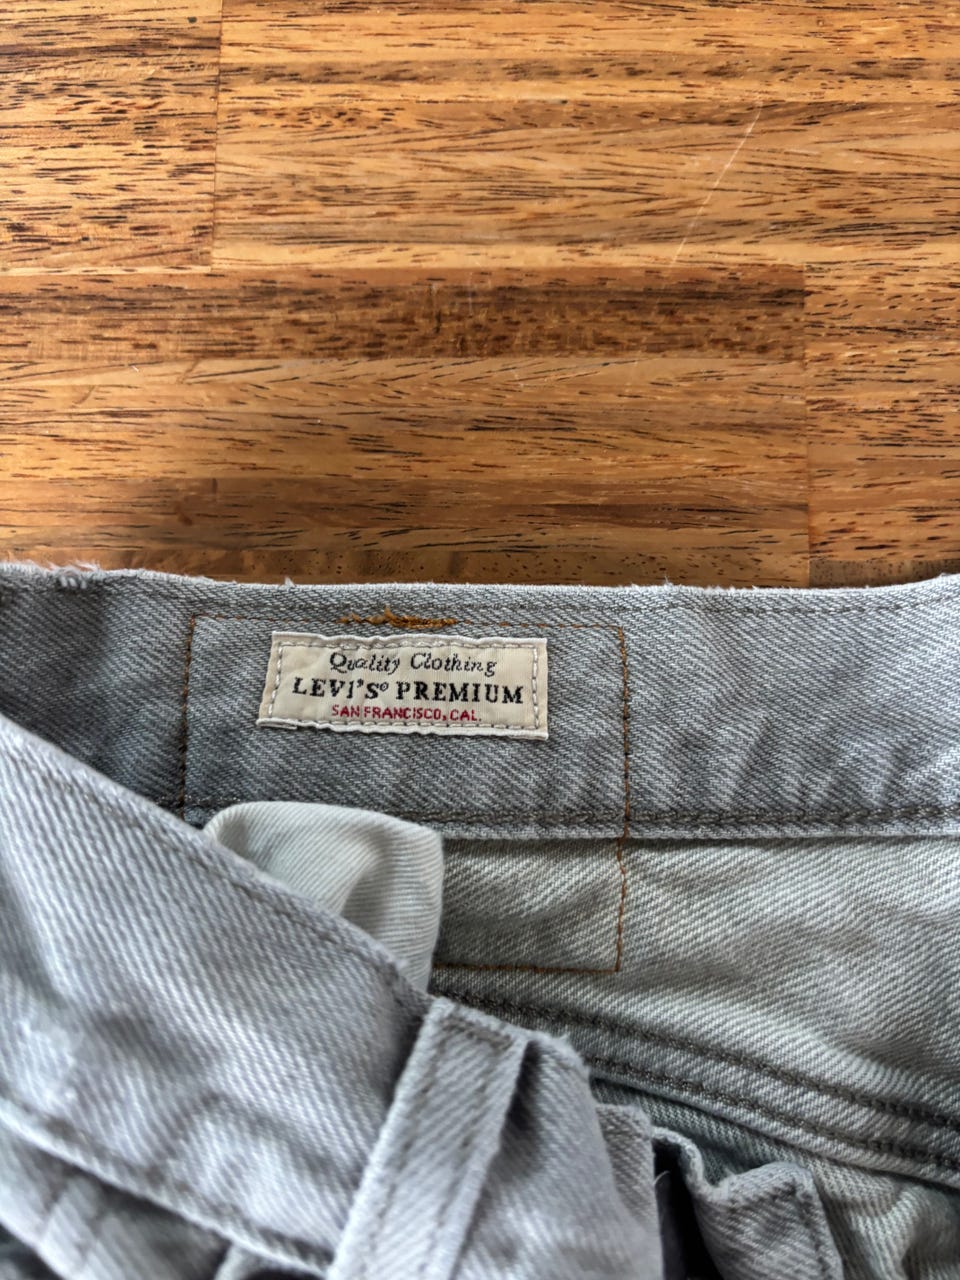 Quality Clothing
LEVI'S® PREMIUM
SAN FRANCISCO, CAL.